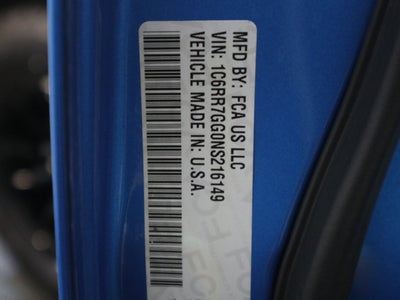 MFD BY: FCA US LLC
VIN: 1C6RR7GG0NS216149
VEHICLE MADE IN: U.S.A.